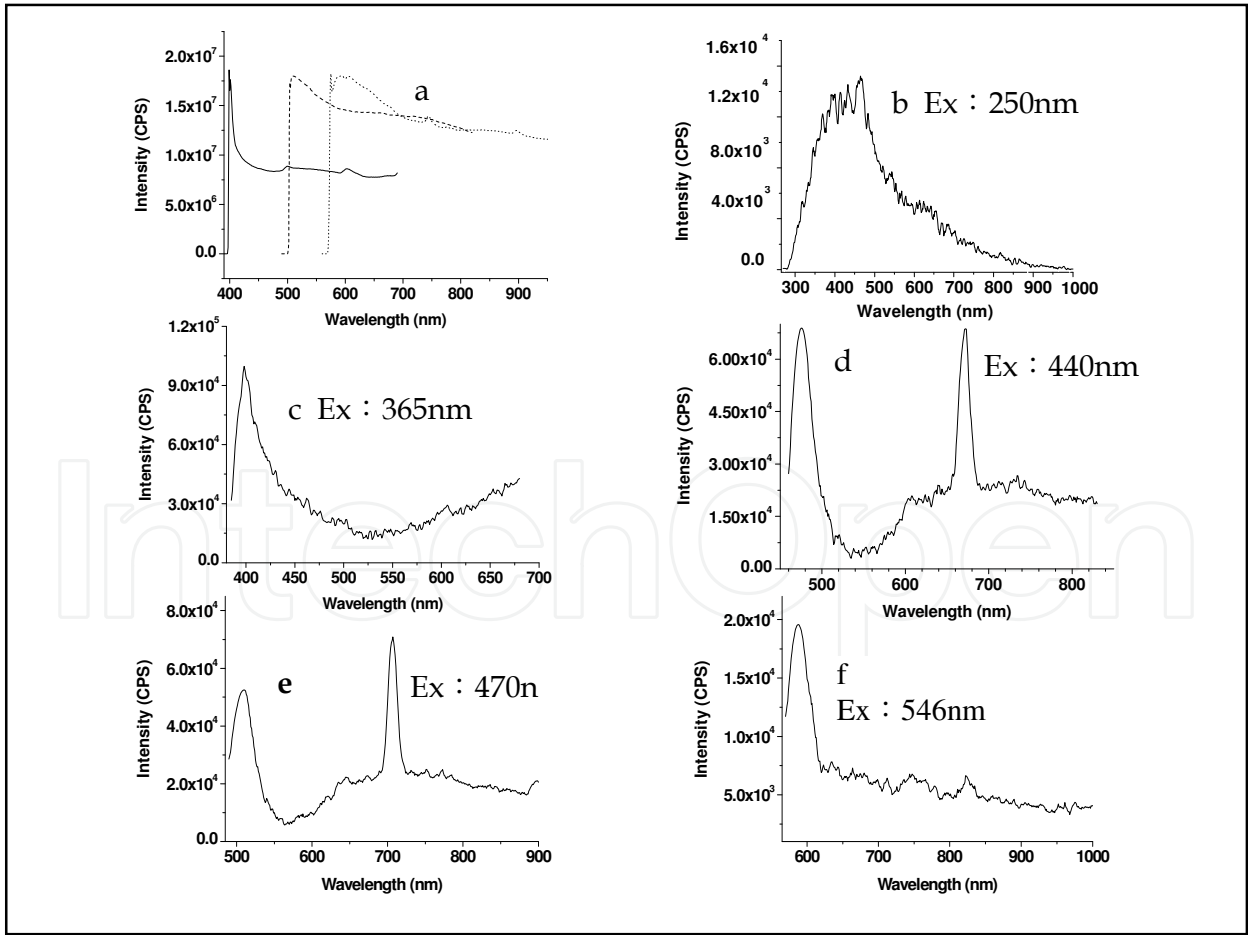 2.0x10⁷
1.5x10⁷
1.0x10⁷
5.0x10⁶
0.0
Intensity (CPS)
a
400 500 600 700 800 900
Wavelength (nm)
1.6x10⁴
1.2x10⁴
8.0x10³
4.0x10³
0.0
Intensity (CPS)
b Ex：250nm
300 400 500 600 700 800 900 1000
Wavelength (nm)
1.2x10⁵
9.0x10⁴
6.0x10⁴
3.0x10⁴
0.0
Intensity (CPS)
c Ex：365nm
400 450 500 550 600 650 700
Wavelength (nm)
6.00x10⁴
4.50x10⁴
3.00x10⁴
1.50x10⁴
0.00
Intensity (CPS)
d Ex：440nm
500 600 700 800
Wavelength (nm)
8.0x10⁴
6.0x10⁴
4.0x10⁴
2.0x10⁴
0.0
Intensity (CPS)
e Ex：470n
500 600 700 800 900
Wavelength (nm)
2.0x10⁴
1.5x10⁴
1.0x10⁴
5.0x10³
Intensity (CPS)
f
Ex：546nm
600 700 800 900 1000
Wavelength (nm)
IntechOpen